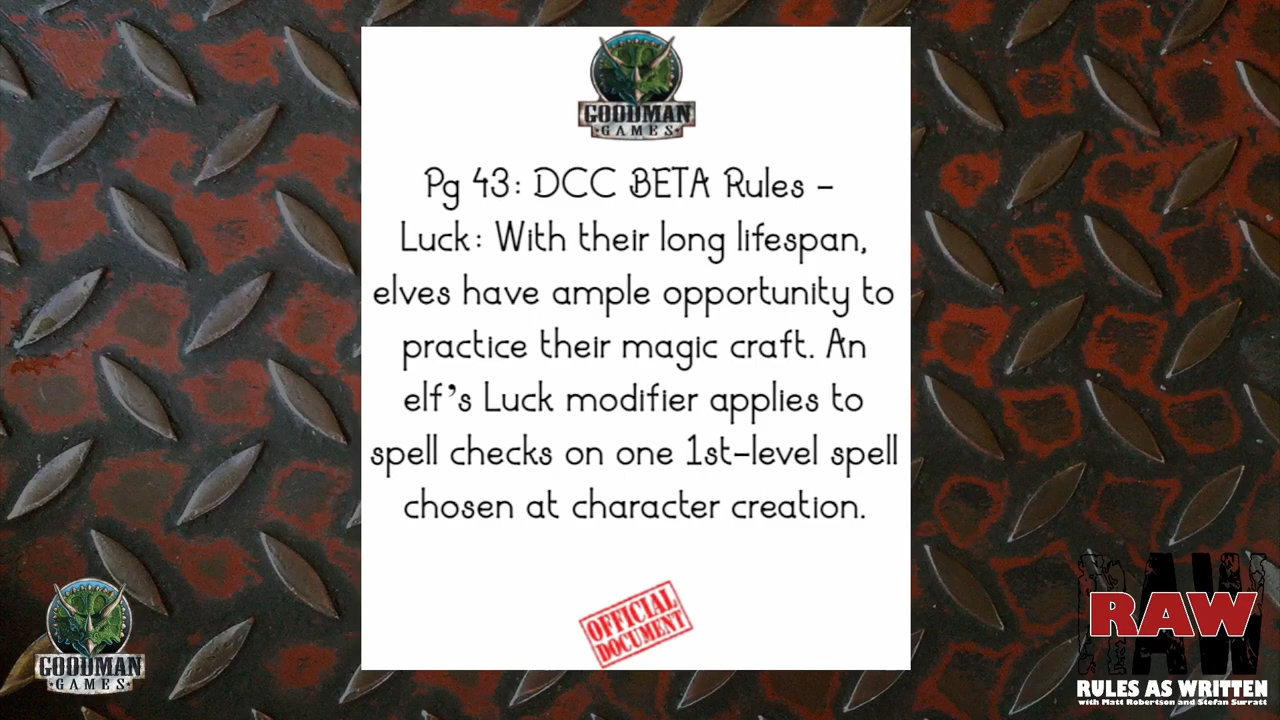 GOODMAN
GAMES
Pg 43: DCC BETA Rules -
Luck: With their long lifespan,
elves have ample opportunity to
practice their magic craft. An
elf's Luck modifier applies to
spell checks on one 1st-level spell
chosen at character creation.
OFFICIAL
DOCUMENT
GOODMAN
GAMES
RAW
RAW
RULES AS WRITTEN
with Matt Robertson and Stefan Surratt